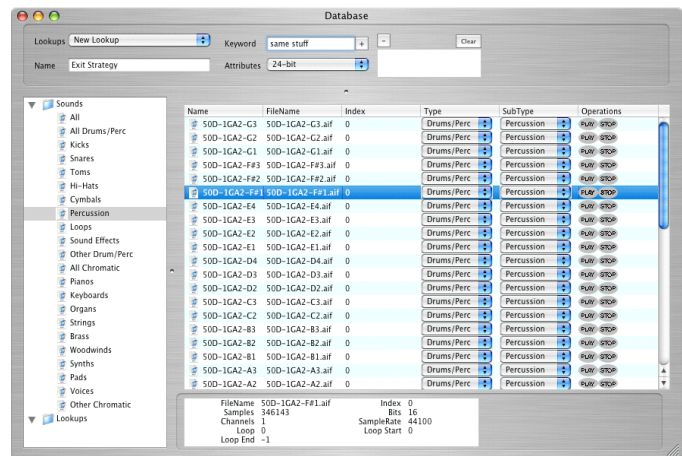 Database
Lookups New Lookup Keyword same stuff + - Clear
Name Exit Strategy Attributes 24-bit
Sounds
All
All Drums/Perc
Kicks
Snares
Toms
Hi-Hats
Cymbals
Percussion
Loops
Sound Effects
Other Drum/Perc
All Chromatic
Pianos
Keyboards
Organs
Strings
Brass
Woodwinds
Synths
Pads
Voices
Other Chromatic
Lookups
Name FileName Index Type SubType Operations
50D-1GA2-G3 50D-1GA2-G3.aif 0 Drums/Perc Percussion PLAY STOP
50D-1GA2-G2 50D-1GA2-G2.aif 0 Drums/Perc Percussion PLAY STOP
50D-1GA2-G1 50D-1GA2-G1.aif 0 Drums/Perc Percussion PLAY STOP
50D-1GA2-F#3 50D-1GA2-F#3.aif 0 Drums/Perc Percussion PLAY STOP
50D-1GA2-F#2 50D-1GA2-F#2.aif 0 Drums/Perc Percussion PLAY STOP
50D-1GA2-F#1 50D-1GA2-F#1.aif 0 Drums/Perc Percussion PLAY STOP
50D-1GA2-E4 50D-1GA2-E4.aif 0 Drums/Perc Percussion PLAY STOP
50D-1GA2-E3 50D-1GA2-E3.aif 0 Drums/Perc Percussion PLAY STOP
50D-1GA2-E2 50D-1GA2-E2.aif 0 Drums/Perc Percussion PLAY STOP
50D-1GA2-E1 50D-1GA2-E1.aif 0 Drums/Perc Percussion PLAY STOP
50D-1GA2-D4 50D-1GA2-D4.aif 0 Drums/Perc Percussion PLAY STOP
50D-1GA2-D3 50D-1GA2-D3.aif 0 Drums/Perc Percussion PLAY STOP
50D-1GA2-D2 50D-1GA2-D2.aif 0 Drums/Perc Percussion PLAY STOP
50D-1GA2-C3 50D-1GA2-C3.aif 0 Drums/Perc Percussion PLAY STOP
50D-1GA2-C2 50D-1GA2-C2.aif 0 Drums/Perc Percussion PLAY STOP
50D-1GA2-B3 50D-1GA2-B3.aif 0 Drums/Perc Percussion PLAY STOP
50D-1GA2-B2 50D-1GA2-B2.aif 0 Drums/Perc Percussion PLAY STOP
50D-1GA2-B1 50D-1GA2-B1.aif 0 Drums/Perc Percussion PLAY STOP
50D-1GA2-A3 50D-1GA2-A3.aif 0 Drums/Perc Percussion PLAY STOP
50D-1GA2-A2 50D-1GA2-A2.aif 0 Drums/Perc Percussion PLAY STOP
FileName 50D-1GA2-F#1.aif Index 0
Samples 346143 Bits 16
Channels 1 SampleRate 44100
Loop 0 Loop Start 0
Loop End -1